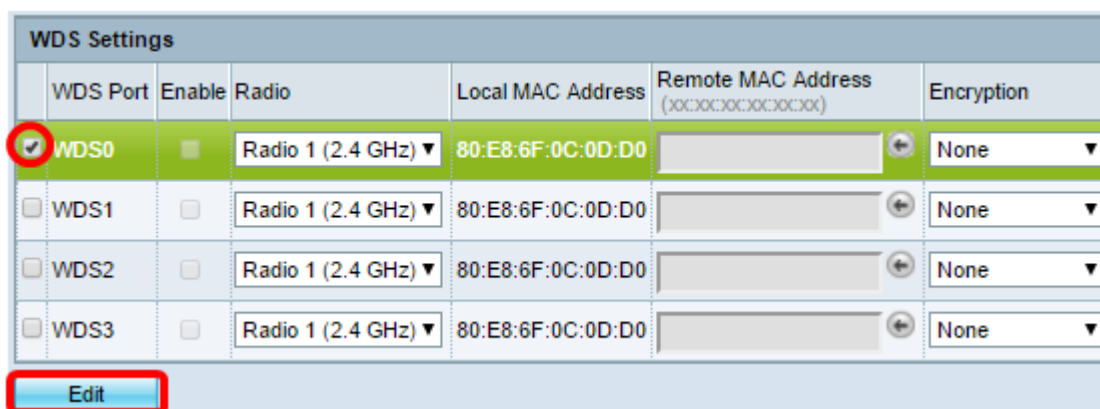 WDS Settings
WDS Port Enable Radio Local MAC Address Remote MAC Address (xx:xx:xx:xx:xx:xx) Encryption
WDS0 Radio 1 (2.4 GHz) 80:E8:6F:0C:0D:D0 None
WDS1 Radio 1 (2.4 GHz) 80:E8:6F:0C:0D:D0 None
WDS2 Radio 1 (2.4 GHz) 80:E8:6F:0C:0D:D0 None
WDS3 Radio 1 (2.4 GHz) 80:E8:6F:0C:0D:D0 None
Edit